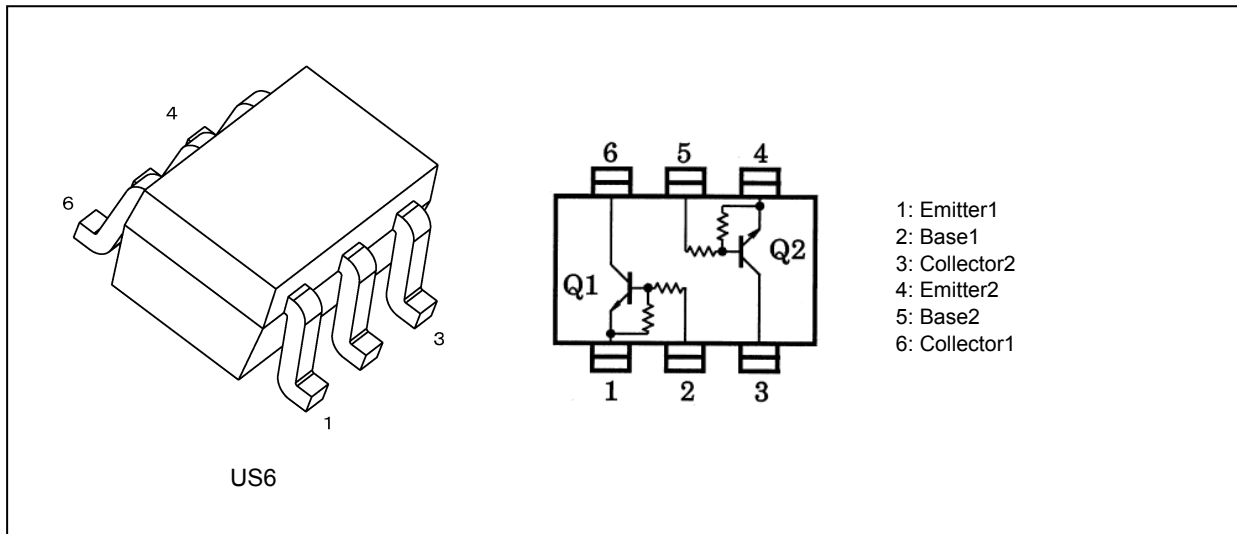 4
6
3
1
US6
6 5 4
Q1
Q2
1 2 3
1: Emitter1
2: Base1
3: Collector2
4: Emitter2
5: Base2
6: Collector1